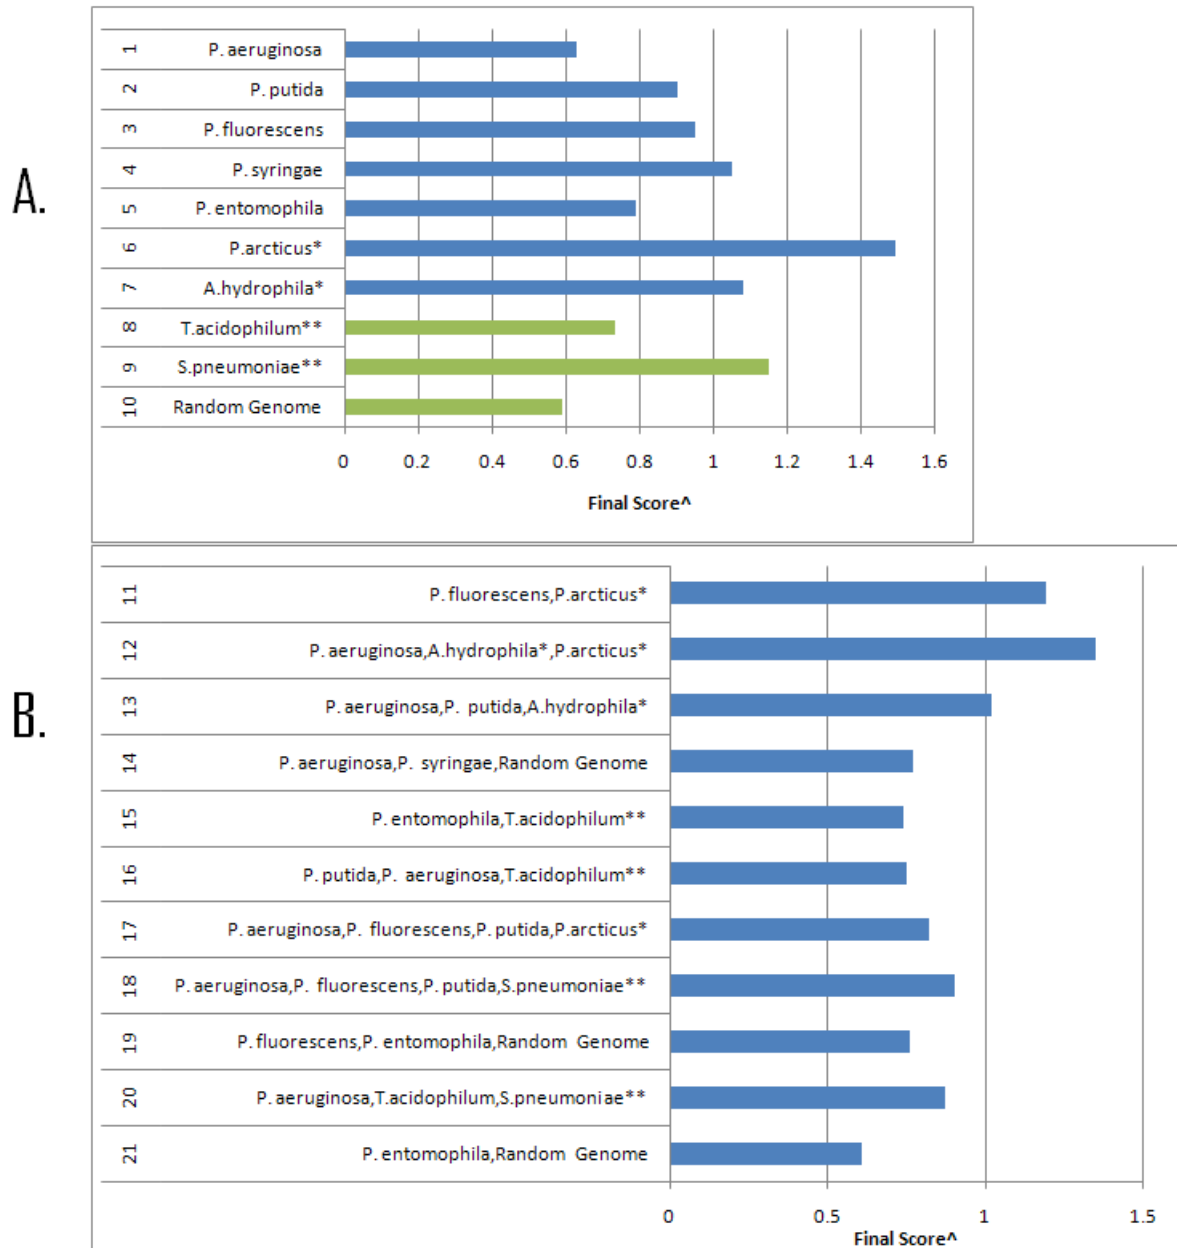 A.
1 P. aeruginosa
2 P. putida
3 P. fluorescens
4 P. syringae
5 P. entomophila
6 P.arcticus*
7 A.hydrophila*
8 T.acidophilum**
9 S.pneumoniae**
10 Random Genome
0 0.2 0.4 0.6 0.8 1 1.2 1.4 1.6
Final Score^
B.
11 P. fluorescens,P.arcticus*
12 P. aeruginosa,A.hydrophila*,P.arcticus*
13 P. aeruginosa,P. putida,A.hydrophila*
14 P. aeruginosa,P. syringae,Random Genome
15 P. entomophila,T.acidophilum**
16 P. putida,P. aeruginosa,T.acidophilum**
17 P. aeruginosa,P. fluorescens,P. putida,P.arcticus*
18 P. aeruginosa,P. fluorescens,P. putida,S.pneumoniae**
19 P. fluorescens,P. entomophila,Random Genome
20 P. aeruginosa,T.acidophilum,S.pneumoniae**
21 P. entomophila,Random Genome
0 0.5 1 1.5
Final Score^